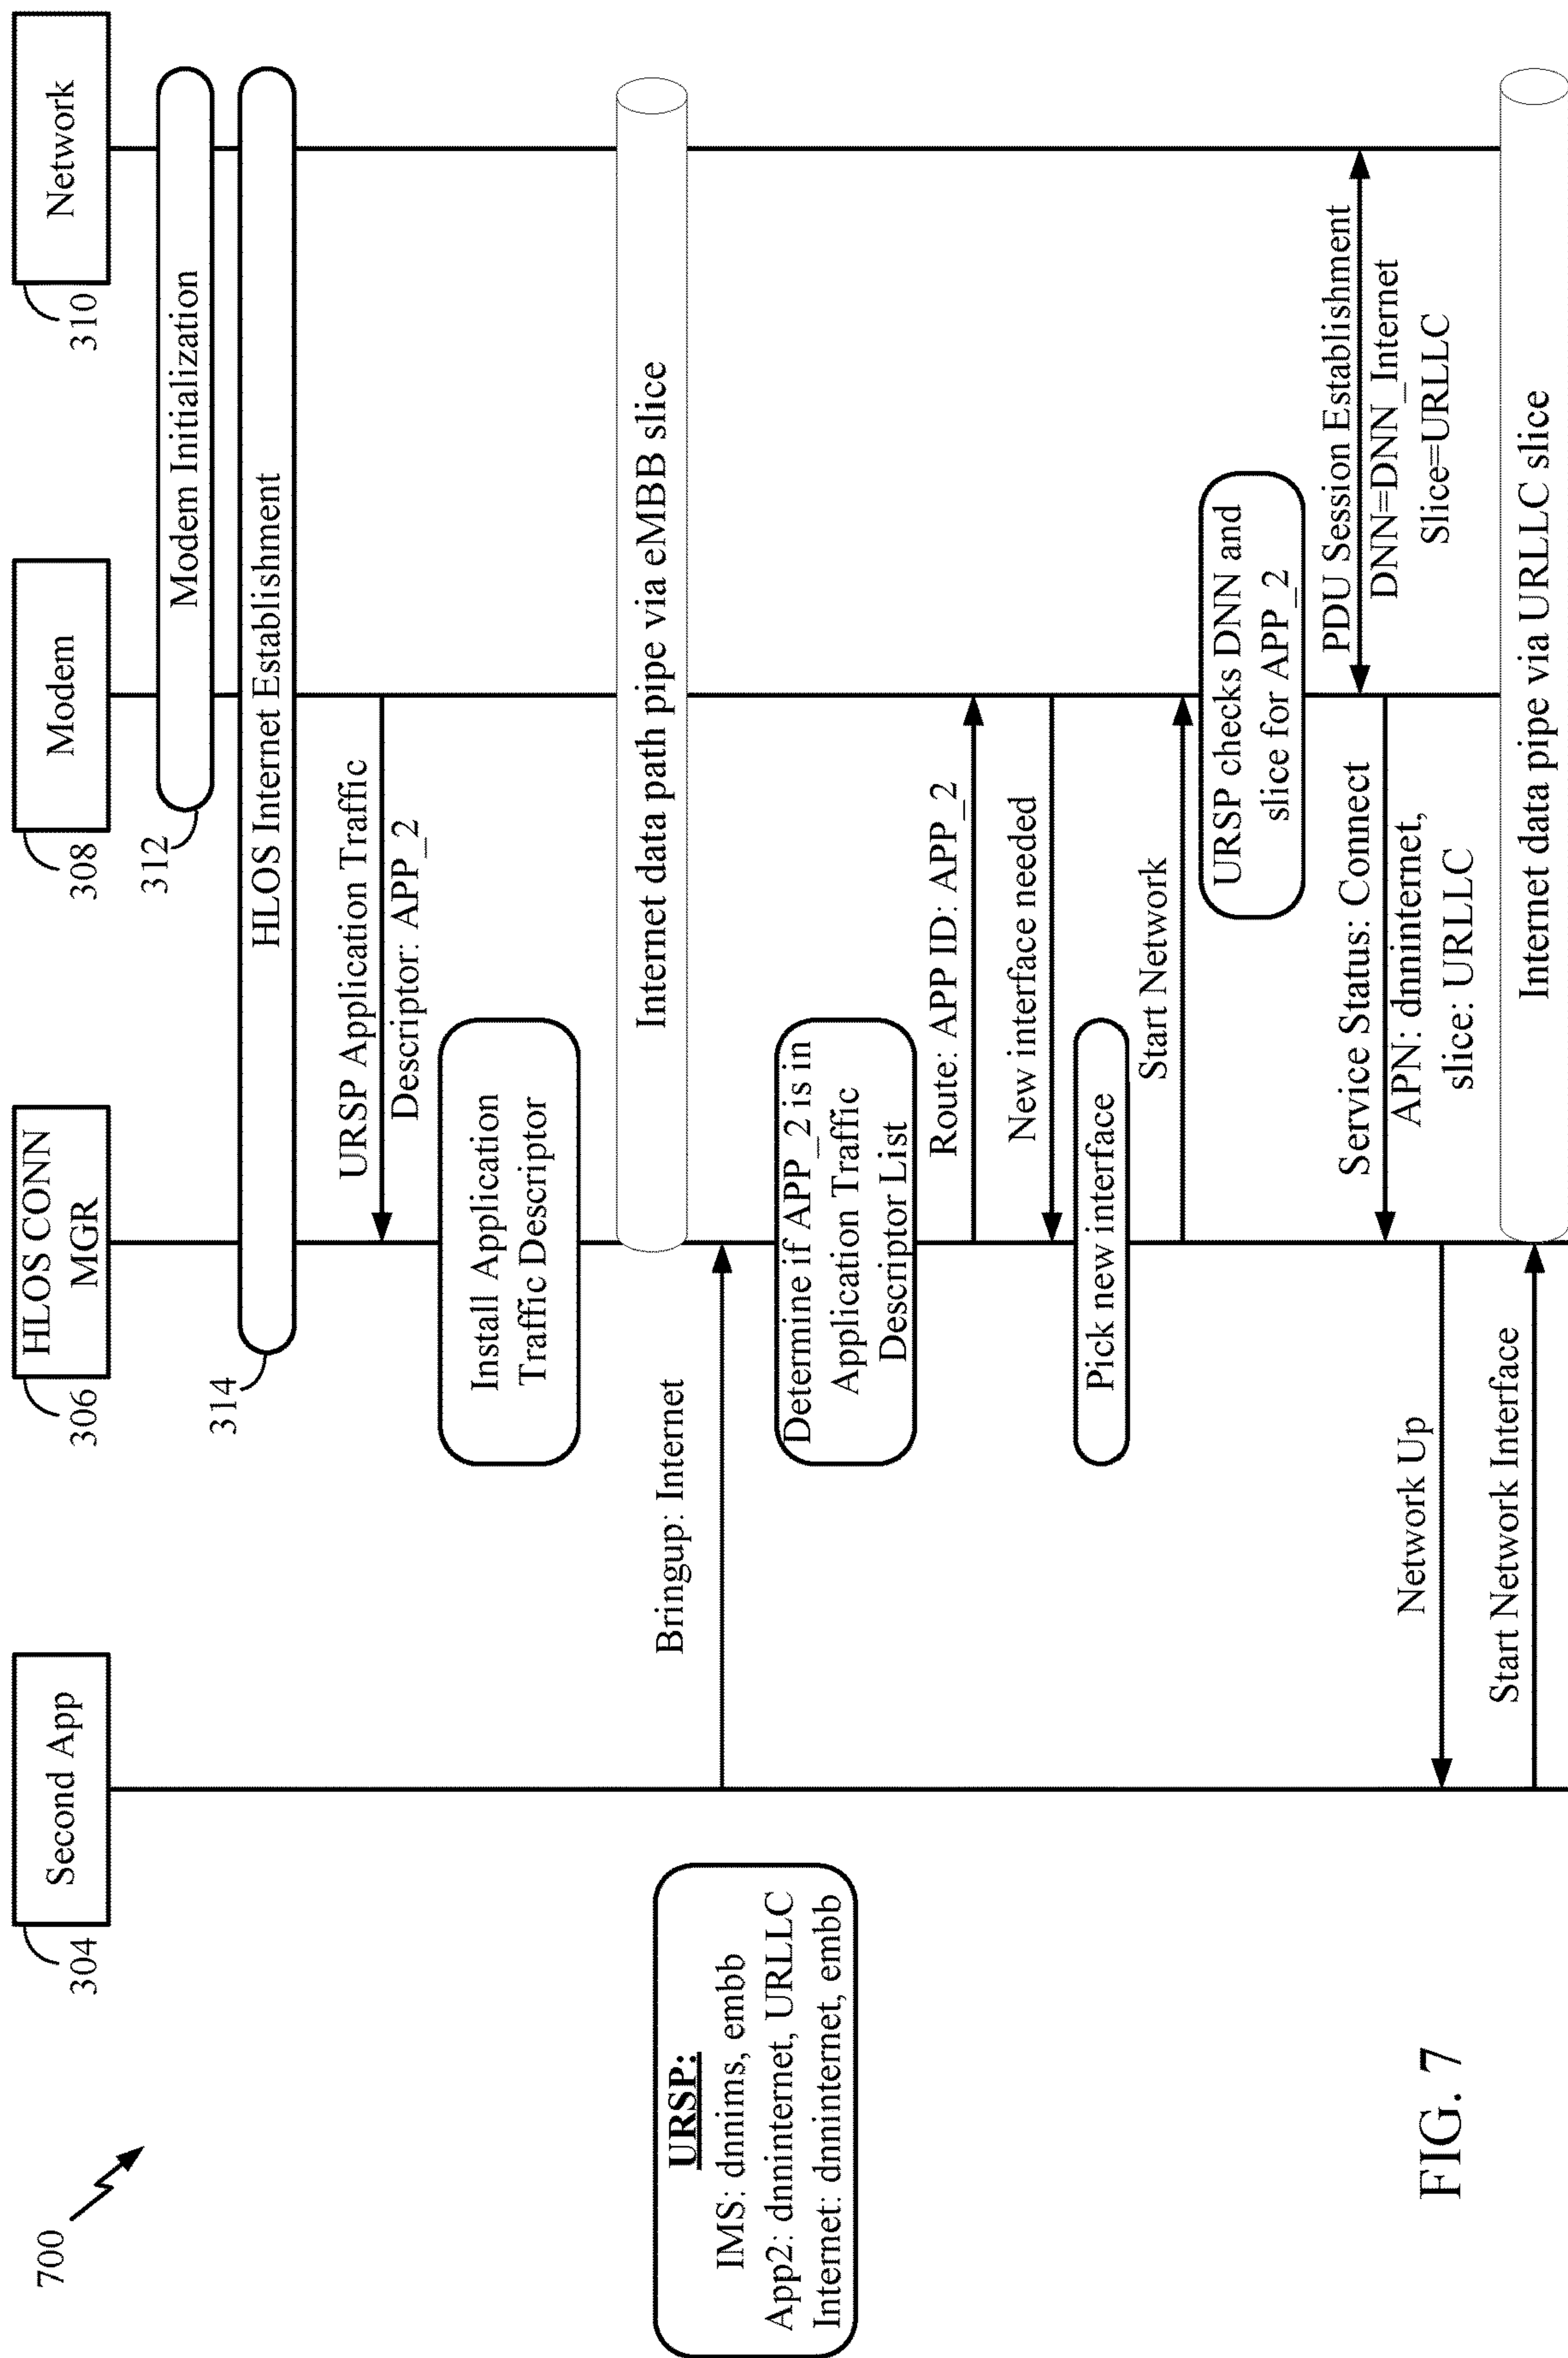 700
Second App
304
HLOS CONN
MGR
306
Modem
308
Network
310
Modem Initialization
312
HLOS Internet Establishment
314
URSP Application Traffic
Descriptor: APP_2
Install Application
Traffic Descriptor
Internet data path pipe via eMBB slice
URSP:
IMS: dnnims, embb
App2: dnninternet, URLLC
Internet: dnninternet, embb
Bringup: Internet
Determine if APP_2 is in
Application Traffic
Descriptor List
Route: APP ID: APP_2
New interface needed
Pick new interface
Start Network
URSP checks DNN and
slice for APP_2
PDU Session Establishment
DNN=DNN_Internet
Slice=URLLC
Service Status: Connect
APN: dnninternet,
slice: URLLC
Network Up
Start Network Interface
Internet data pipe via URLLC slice
FIG. 7